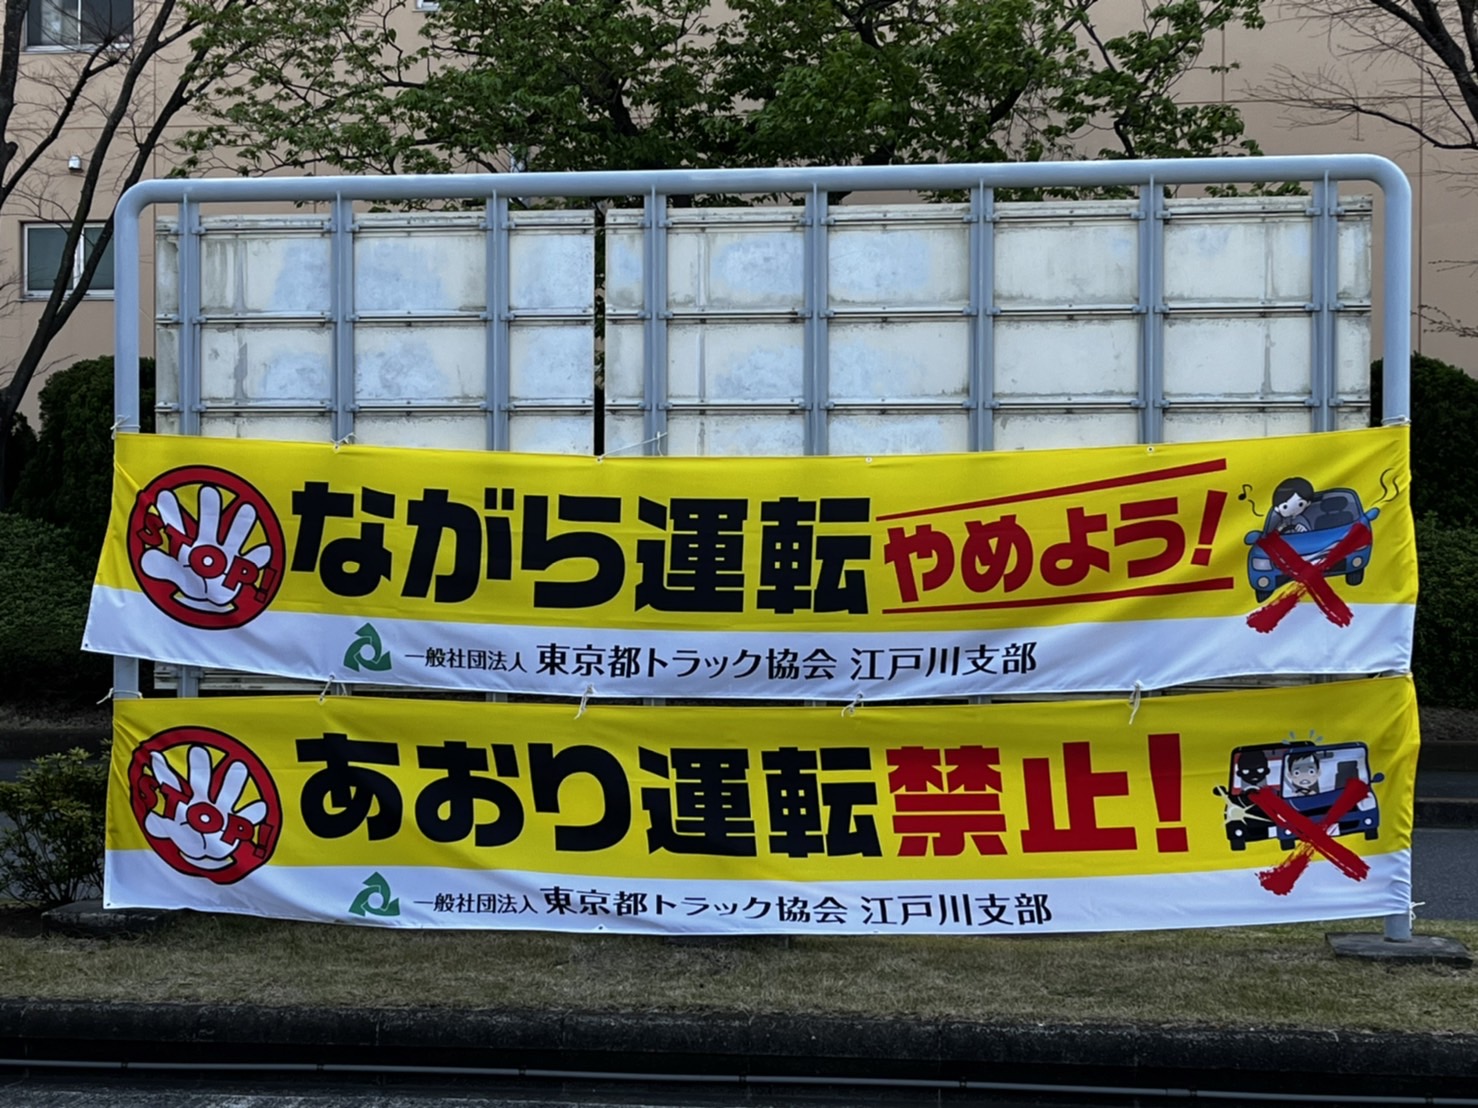 STOP!
ながら運転やめよう!
一般社団法人 東京都トラック協会 江戸川支部
STOP!
あおり運転禁止!
一般社団法人 東京都トラック協会 江戸川支部